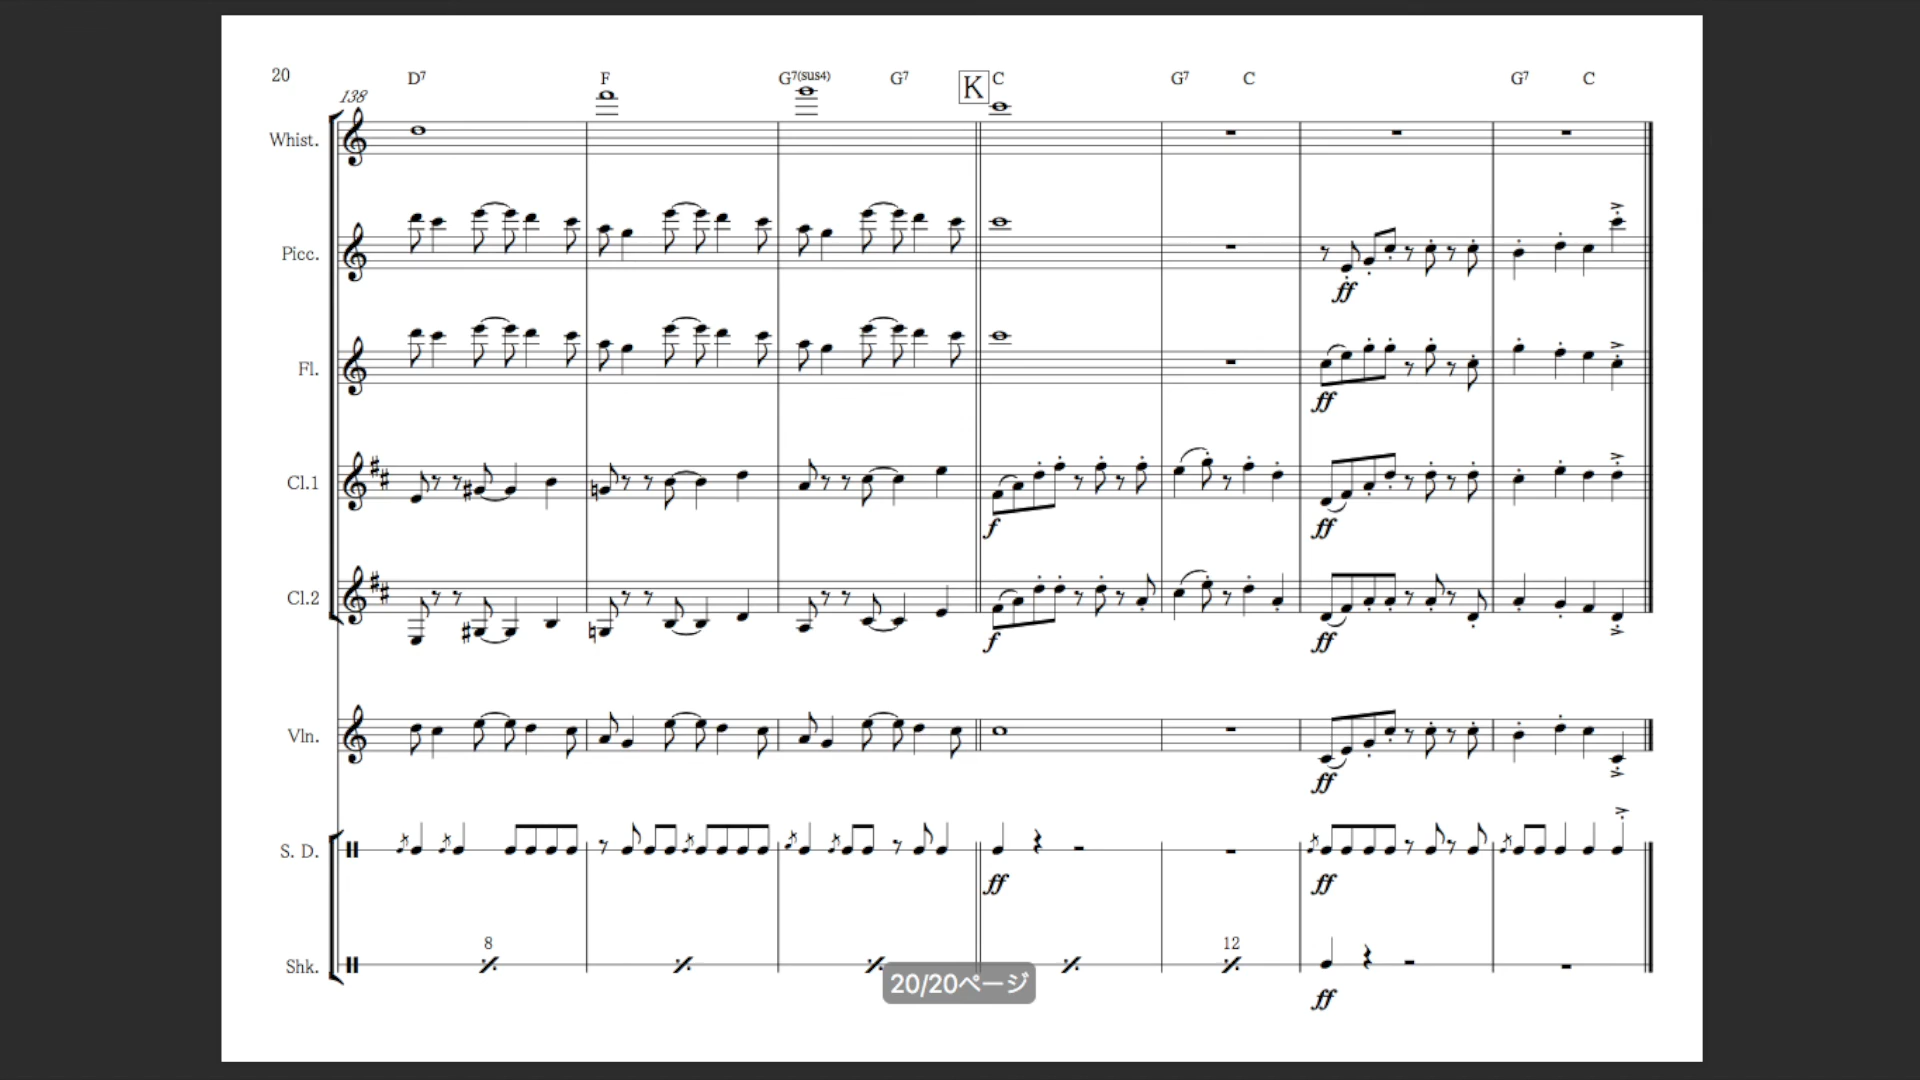 20
D7 F G7(sus4) G7 K C G7 C G7 C
138
Whist.
Picc.
ff
Fl.
ff
Cl.1
f ff
Cl.2
f ff
Vln.
ff
S. D.
ff ff
8 12
Shk.
20/20ページ
ff